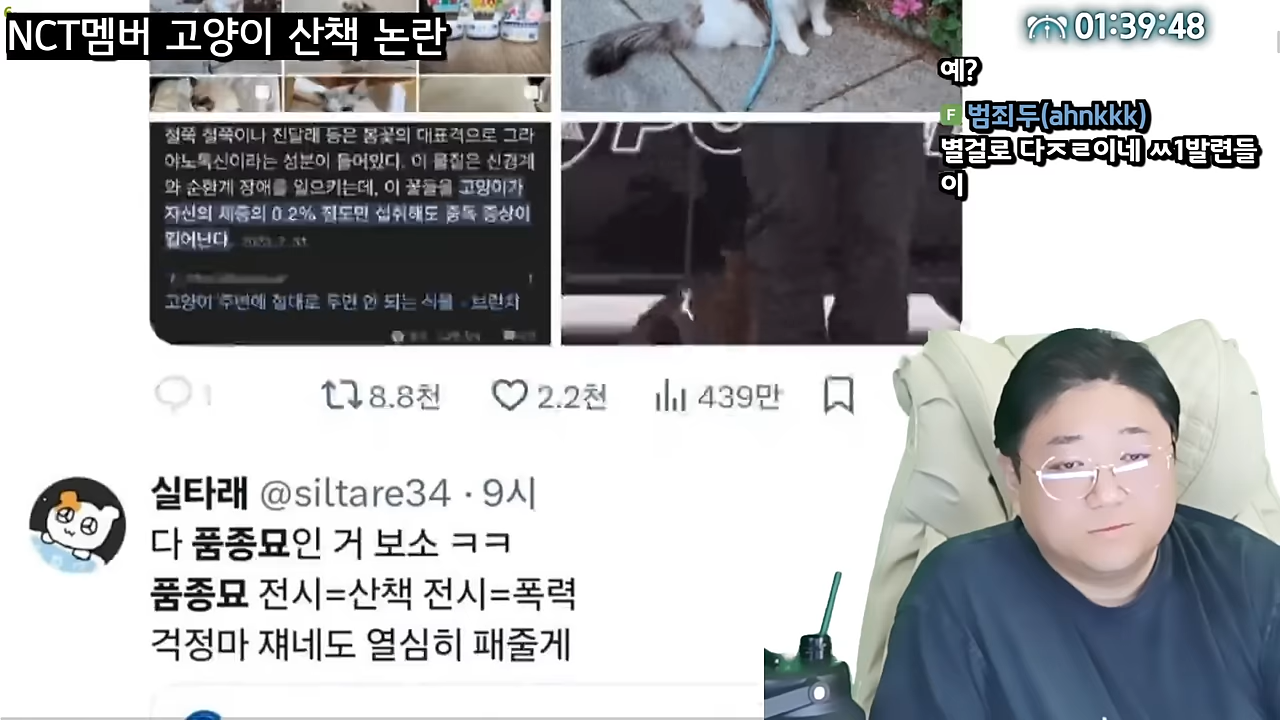 NCT멤버 고양이 산책 논란
01:39:48
예?
F 범죄두(ahnkkk)
별걸로 다ㅈㄹ이네 ㅆ1발련들
이
철쭉 철쭉이나 진달래 등은 봄꽃의 대표격으로 그라
야노톡신이라는 성분이 들어있다. 이 물질은 신경계
와 순환계 장애를 일으키는데, 이 꽃들을 고양이가
자신의 체중의 0.2% 정도만 섭취해도 중독 증상이
일어난다.
고양이 주변에 절대로 두면 안 되는 식물 - 브런치
1
8.8천
2.2천
439만
실타래 @siltare34 · 9시
다 품종묘인 거 보소 ㅋㅋ
품종묘 전시=산책 전시=폭력
걱정마 쟤네도 열심히 패줄게